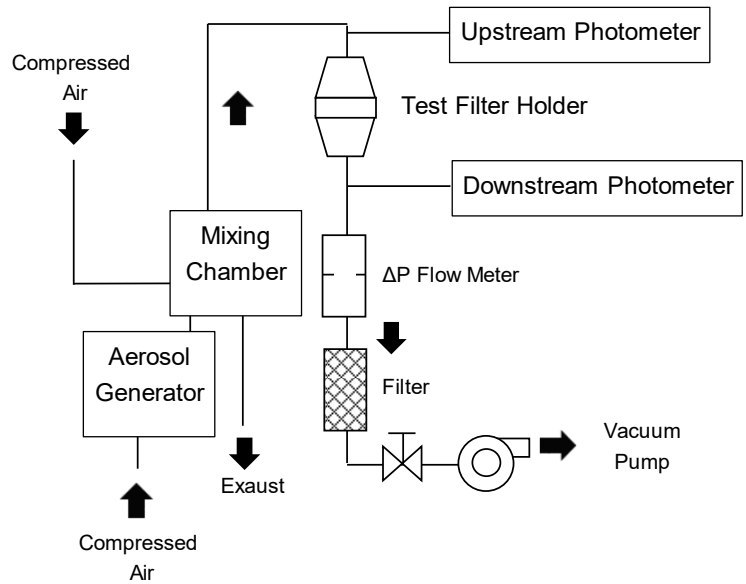 Upstream Photometer
Compressed
Air
Test Filter Holder
Downstream Photometer
Mixing
Chamber
ΔP Flow Meter
Aerosol
Generator
Filter
Vacuum
Pump
Exaust
Compressed
Air